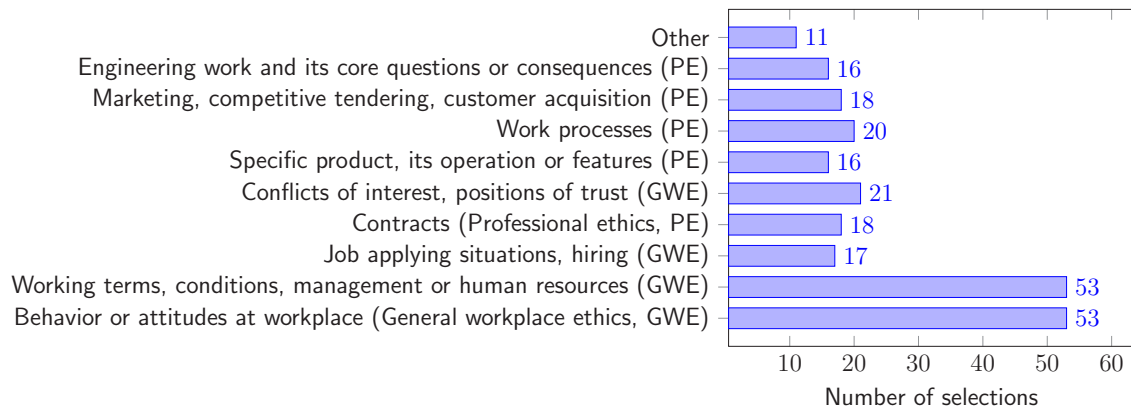 Other
11
Engineering work and its core questions or consequences (PE)
16
Marketing, competitive tendering, customer acquisition (PE)
18
Work processes (PE)
20
Specific product, its operation or features (PE)
16
Conflicts of interest, positions of trust (GWE)
21
Contracts (Professional ethics, PE)
18
Job applying situations, hiring (GWE)
17
Working terms, conditions, management or human resources (GWE)
53
Behavior or attitudes at workplace (General workplace ethics, GWE)
53
10 20 30 40 50 60
Number of selections